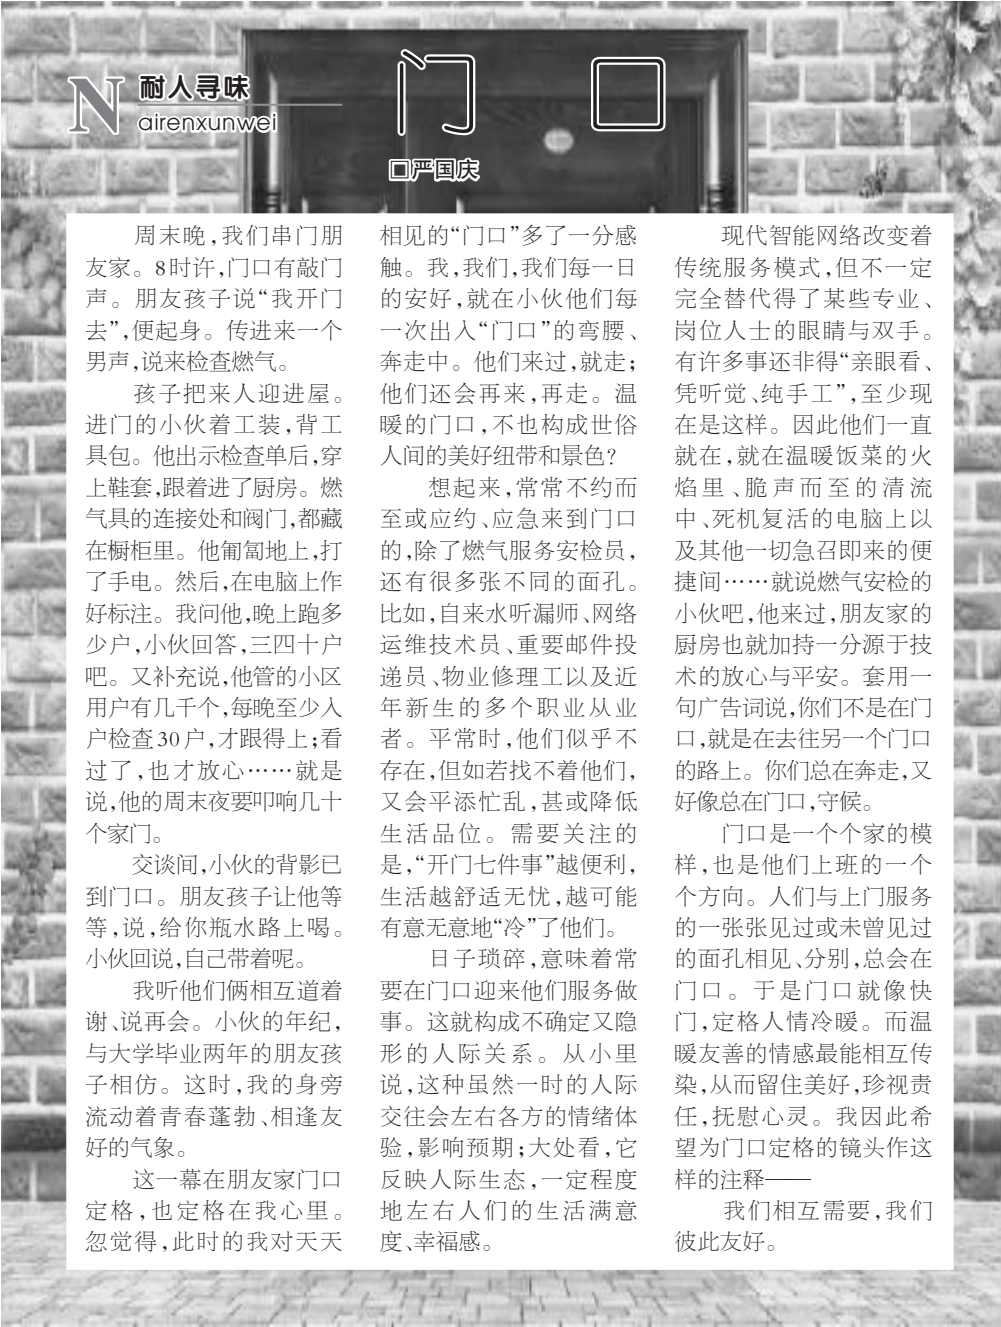 耐人寻味
Nairenxunwei
门口
□严国庆
周末晚,我们串门朋
友家。8时许,门口有敲门
声。朋友孩子说“我开门
去”,便起身。传进来一个
男声,说来检查燃气。
孩子把来人迎进屋。
进门的小伙着工装,背工
具包。他出示检查单后,穿
上鞋套,跟着进了厨房。燃
气具的连接处和阀门,都藏
在橱柜里。他匍匐地上,打
了手电。然后,在电脑上作
好标注。我问他,晚上跑多
少户,小伙回答,三四十户
吧。又补充说,他管的小区
用户有几千个,每晚至少入
户检查30户,才跟得上;看
过了,也才放心……就是
说,他的周末夜要叩响几十
个家门。
交谈间,小伙的背影已
到门口。朋友孩子让他等
等,说,给你瓶水路上喝。
小伙回说,自己带着呢。
我听他们俩相互道着
谢、说再会。小伙的年纪,
与大学毕业两年的朋友孩
子相仿。这时,我的身旁
流动着青春蓬勃、相逢友
好的气象。
这一幕在朋友家门口
定格,也定格在我心里。
忽觉得,此时的我对天天
相见的“门口”多了一分感
触。我,我们,我们每一日
的安好,就在小伙他们每
一次出入“门口”的弯腰、
奔走中。他们来过,就走;
他们还会再来,再走。温
暖的门口,不也构成世俗
人间的美好纽带和景色?
想起来,常常不约而
至或应约、应急来到门口
的,除了燃气服务安检员,
还有很多张不同的面孔。
比如,自来水听漏师、网络
运维技术员、重要邮件投
递员、物业修理工以及近
年新生的多个职业从业
者。平常时,他们似乎不
存在,但如若找不着他们,
又会平添忙乱,甚或降低
生活品位。需要关注的
是,“开门七件事”越便利,
生活越舒适无忧,越可能
有意无意地“冷”了他们。
日子琐碎,意味着常
要在门口迎来他们服务做
事。这就构成不确定又隐
形的人际关系。从小里
说,这种虽然一时的人际
交往会左右各方的情绪体
验,影响预期;大处看,它
反映人际生态,一定程度
地左右人们的生活满意
度、幸福感。
现代智能网络改变着
传统服务模式,但不一定
完全替代得了某些专业、
岗位人士的眼睛与双手。
有许多事还非得“亲眼看、
凭听觉、纯手工”,至少现
在是这样。因此他们一直
就在,就在温暖饭菜的火
焰里、脆声而至的清流
中、死机复活的电脑上以
及其他一切急召即来的便
捷间……就说燃气安检的
小伙吧,他来过,朋友家的
厨房也就加持一分源于技
术的放心与平安。套用一
句广告词说,你们不是在门
口,就是在去往另一个门口
的路上。你们总在奔走,又
好像总在门口,守候。
门口是一个个家的模
样,也是他们上班的一个
个方向。人们与上门服务
的一张张见过或未曾见过
的面孔相见、分别,总会在
门口。于是门口就像快
门,定格人情冷暖。而温
暖友善的情感最能相互传
染,从而留住美好,珍视责
任,抚慰心灵。我因此希
望为门口定格的镜头作这
样的注释——
我们相互需要,我们
彼此友好。